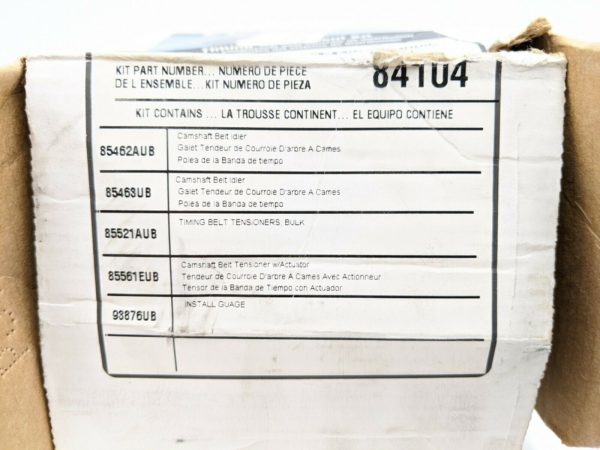 KIT PART NUMBER... NUMERO DE PIECE
DE L ENSEMBLE... KIT NUMERO DE PIEZA
84104
KIT CONTAINS ... LA TROUSSE CONTINENT... EL EQUIPO CONTIENE
85462AUB
Camshaft Belt Idler
Galet Tendeur de Courroie D'arbre A Cames
Polea de la Banda de tiempo
85463UB
Camshaft Belt Idler
Galet Tendeur de Courroie D'arbre A Cames
Polea de la Banda de tiempo
85521AUB
TIMING BELT TENSIONERS, BULK
85561EUB
Camshaft Belt Tensioner w/Actuator
Tendeur de Courroie D'arbre A Cames Avec Actionneur
Tensor de la Banda de Tiempo con Actuador
93876UB
INSTALL GUAGE